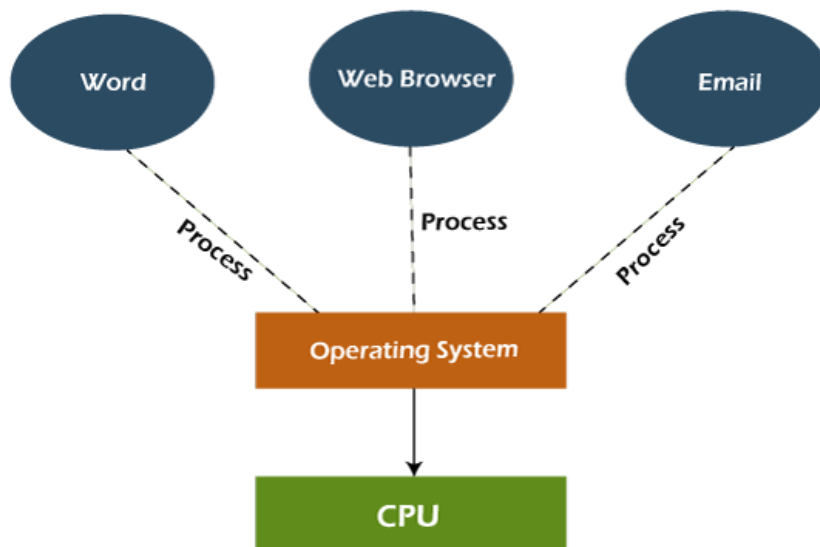 Word
Web Browser
Email
Process
Process
Process
Operating System
CPU